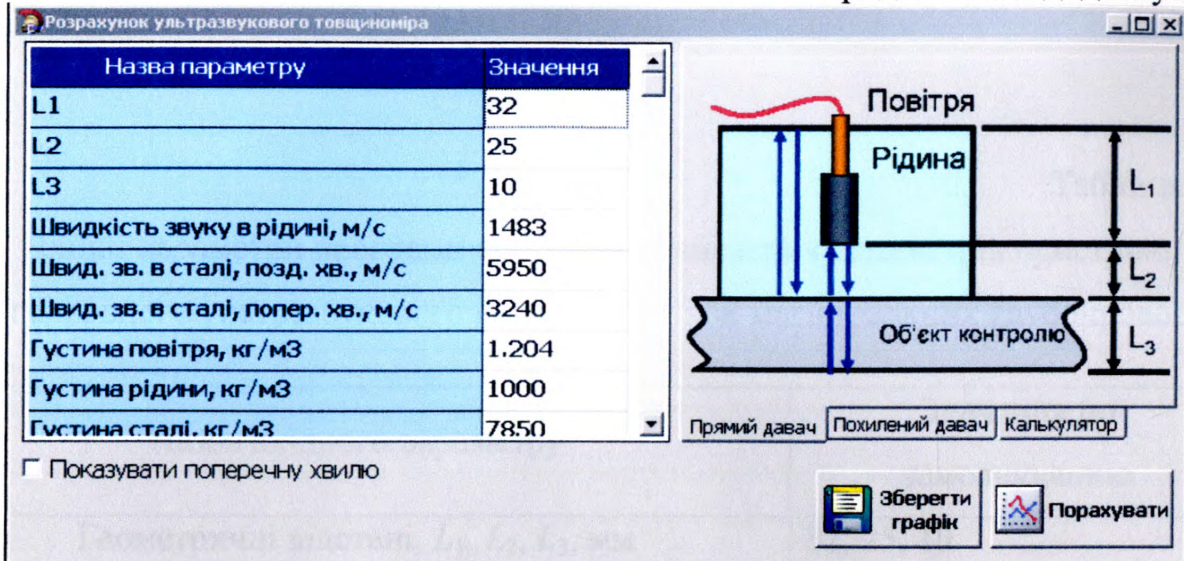 Розрахунок ультразвукового товщиноміра
Назва параметру Значення
L1 32
L2 25
L3 10
Швидкість звуку в рідині, м/с 1483
Швид. зв. в сталі, позд. хв., м/с 5950
Швид. зв. в сталі, попер. хв., м/с 3240
Густина повітря, кг/м3 1.204
Густина рідини, кг/м3 1000
Густина сталі, кг/м3 7850
Показувати поперечну хвилю
Повітря
Рідина
L₁
L₂
Об'єкт контролю
L₃
Прямий давач Похилений давач Калькулятор
Зберегти
графік
Порахувати